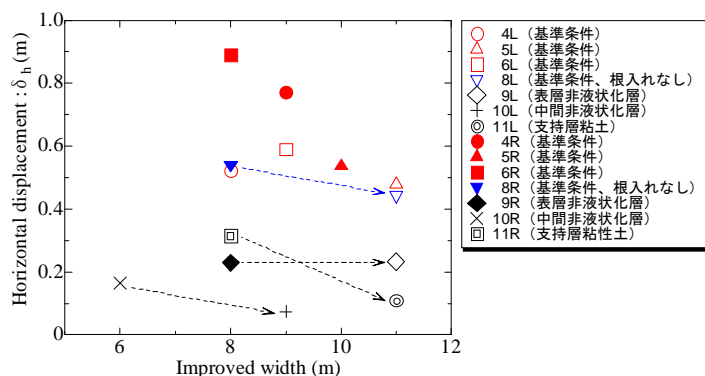 Horizontal displacement : δh (m)
1.0
0.8
0.6
0.4
0.2
0
6
8
10
12
Improved width (m)
4L（基準条件）
5L（基準条件）
6L（基準条件）
8L（基準条件、根入れなし）
9L（表層非液状化層）
10L（中間非液状化層）
11L（支持層粘土）
4R（基準条件）
5R（基準条件）
6R（基準条件）
8R（基準条件、根入れなし）
9R（表層非液状化層）
10R（中間非液状化層）
11R（支持層粘性土）